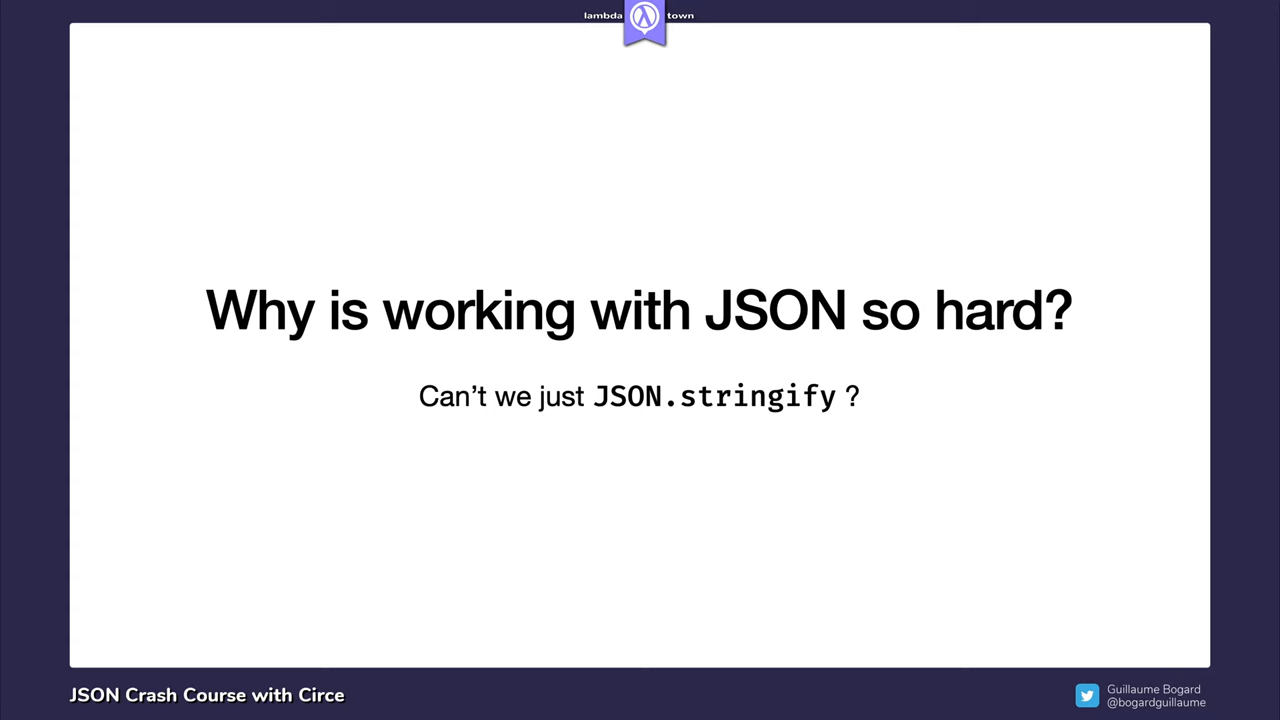 lambda town
Why is working with JSON so hard?
Can’t we just JSON.stringify ?
JSON Crash Course with Circe
Guillaume Bogard
@bogardguillaume